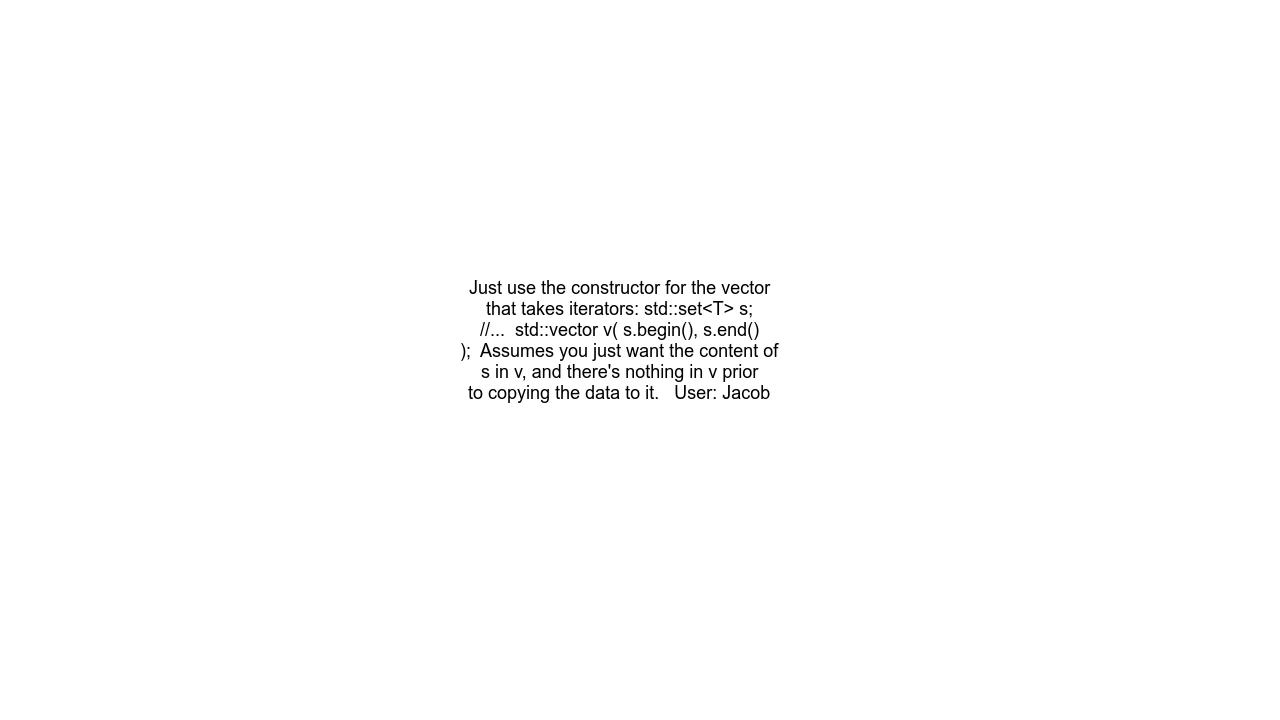 Just use the constructor for the vector
that takes iterators: std::set<T> s;
//...  std::vector v( s.begin(), s.end()
);  Assumes you just want the content of
s in v, and there's nothing in v prior
to copying the data to it.   User: Jacob